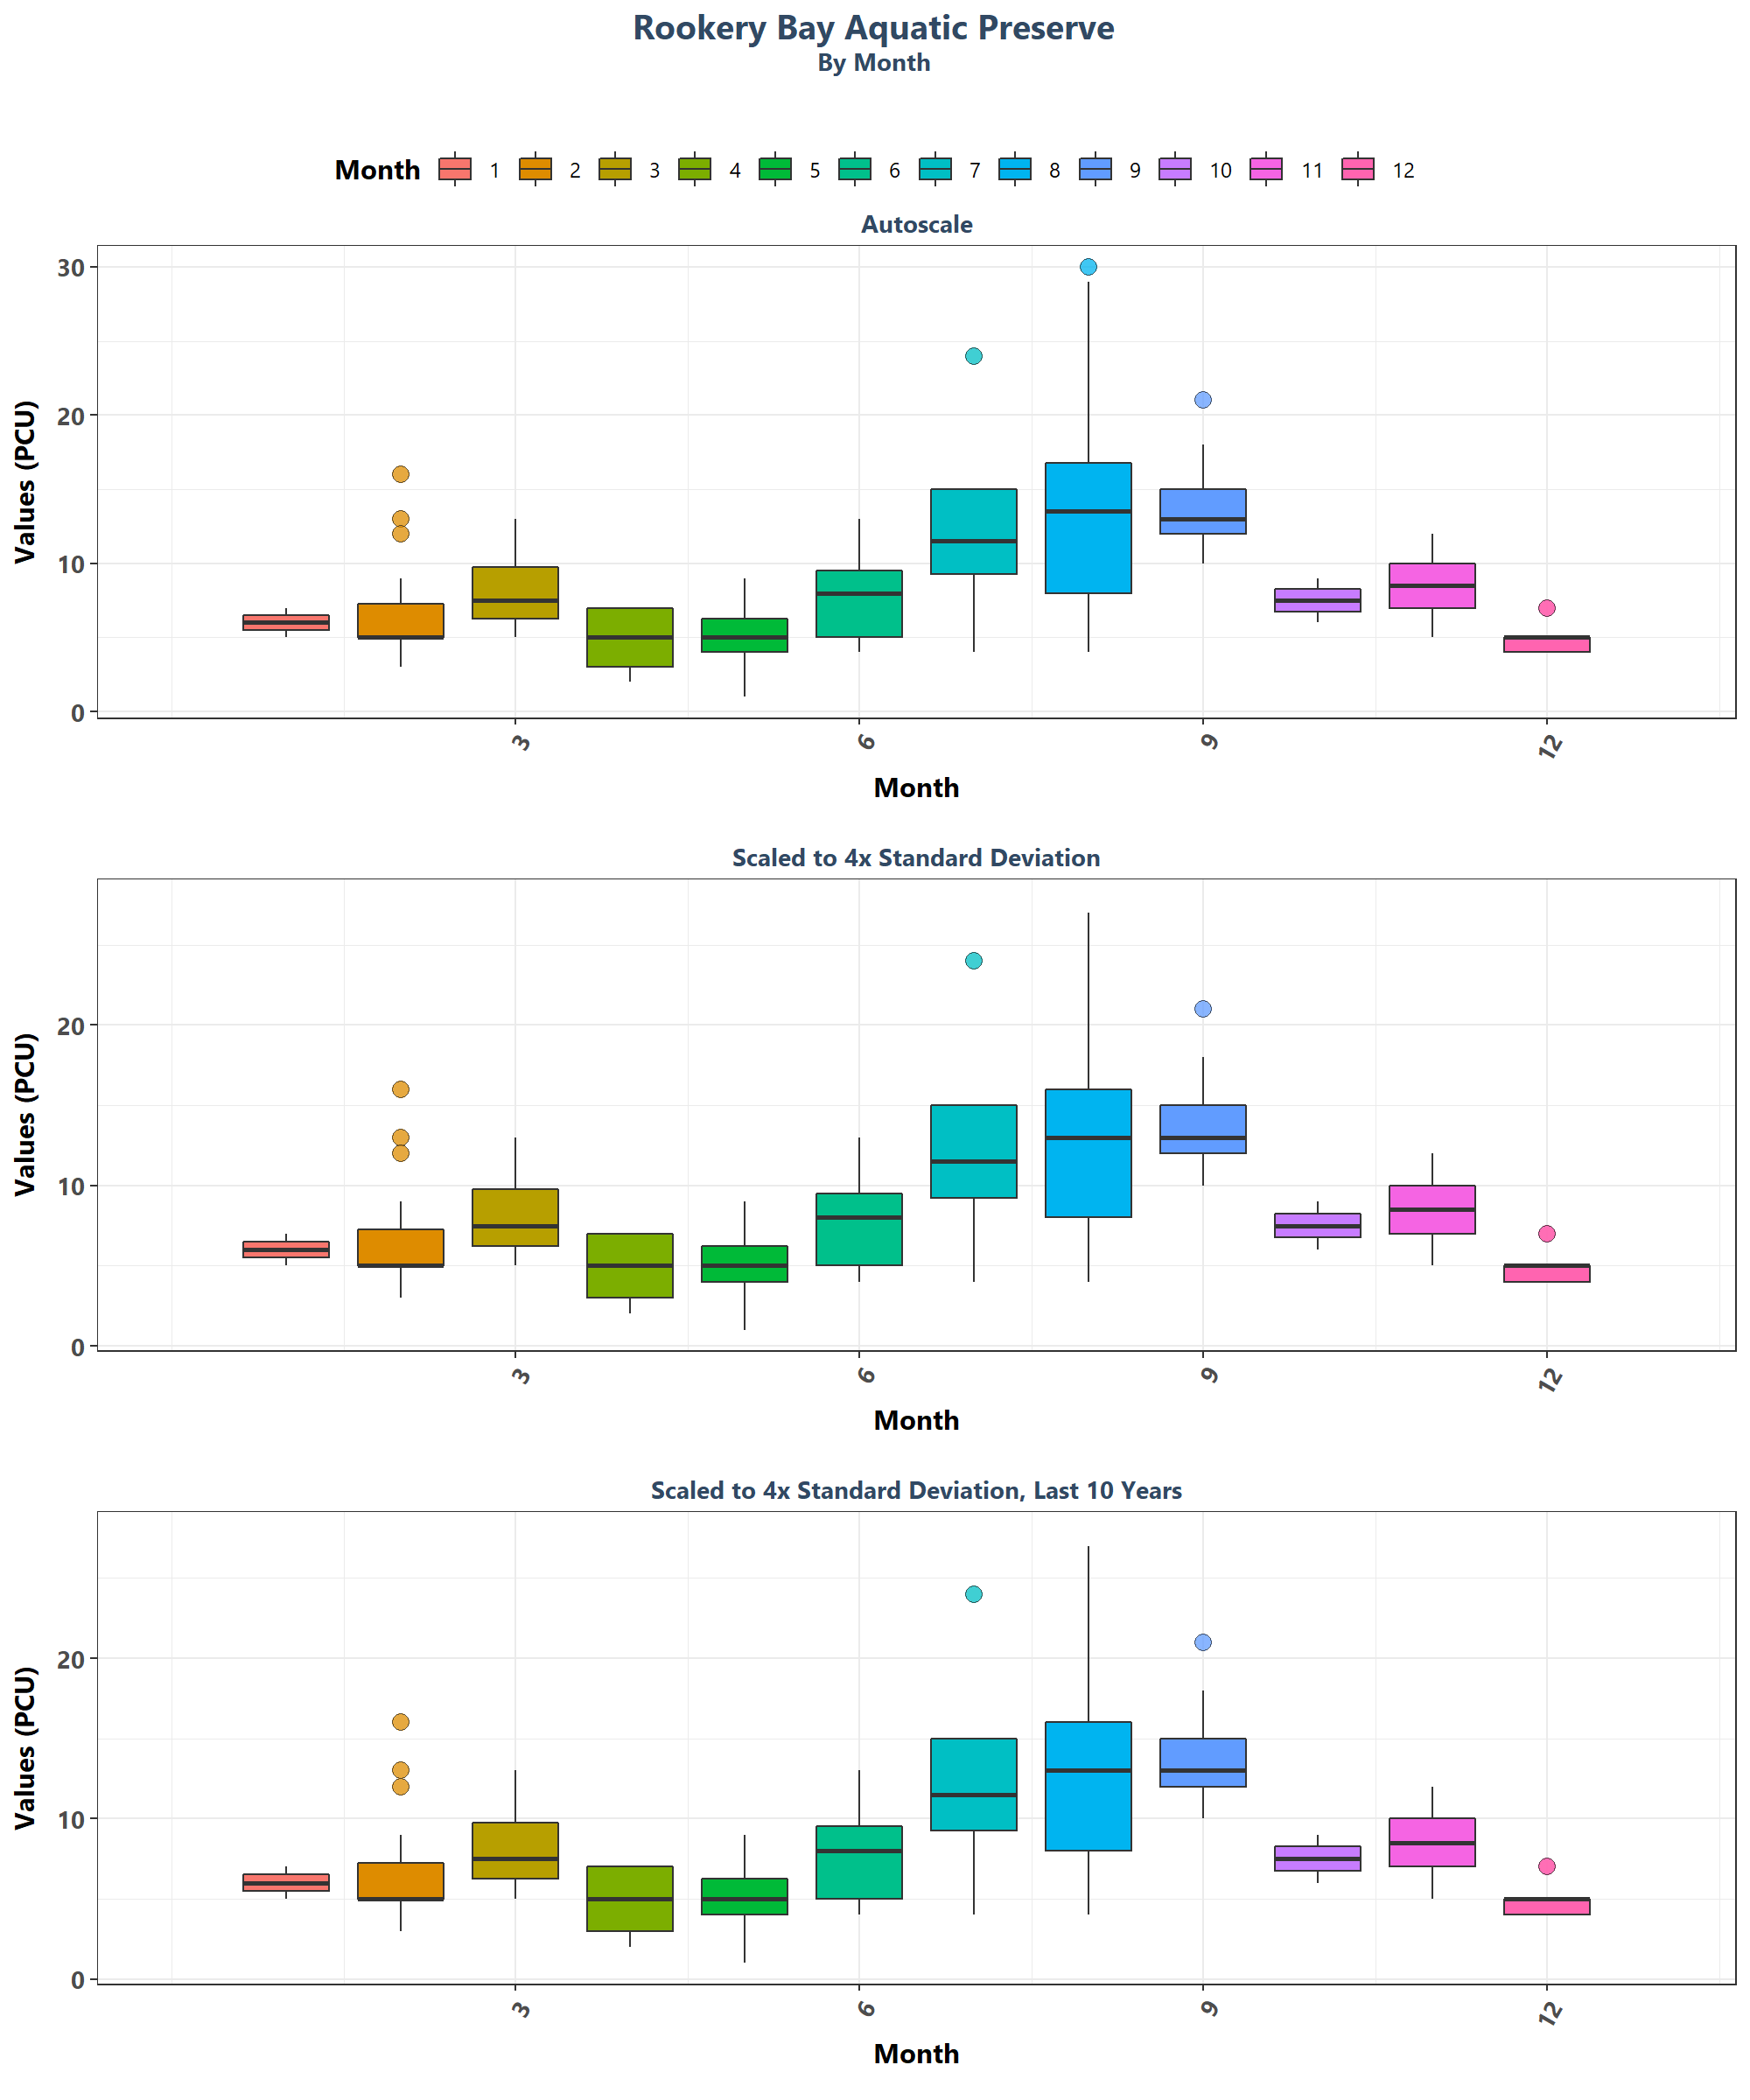 Rookery Bay Aquatic Preserve
By Month
Month 1 2 3 4 5 6 7 8 9 10 11 12
Autoscale
Values (PCU)
30
20
10
0
3 6 9 12
Month
Scaled to 4x Standard Deviation
Values (PCU)
20
10
0
3 6 9 12
Month
Scaled to 4x Standard Deviation, Last 10 Years
Values (PCU)
20
10
0
3 6 9 12
Month